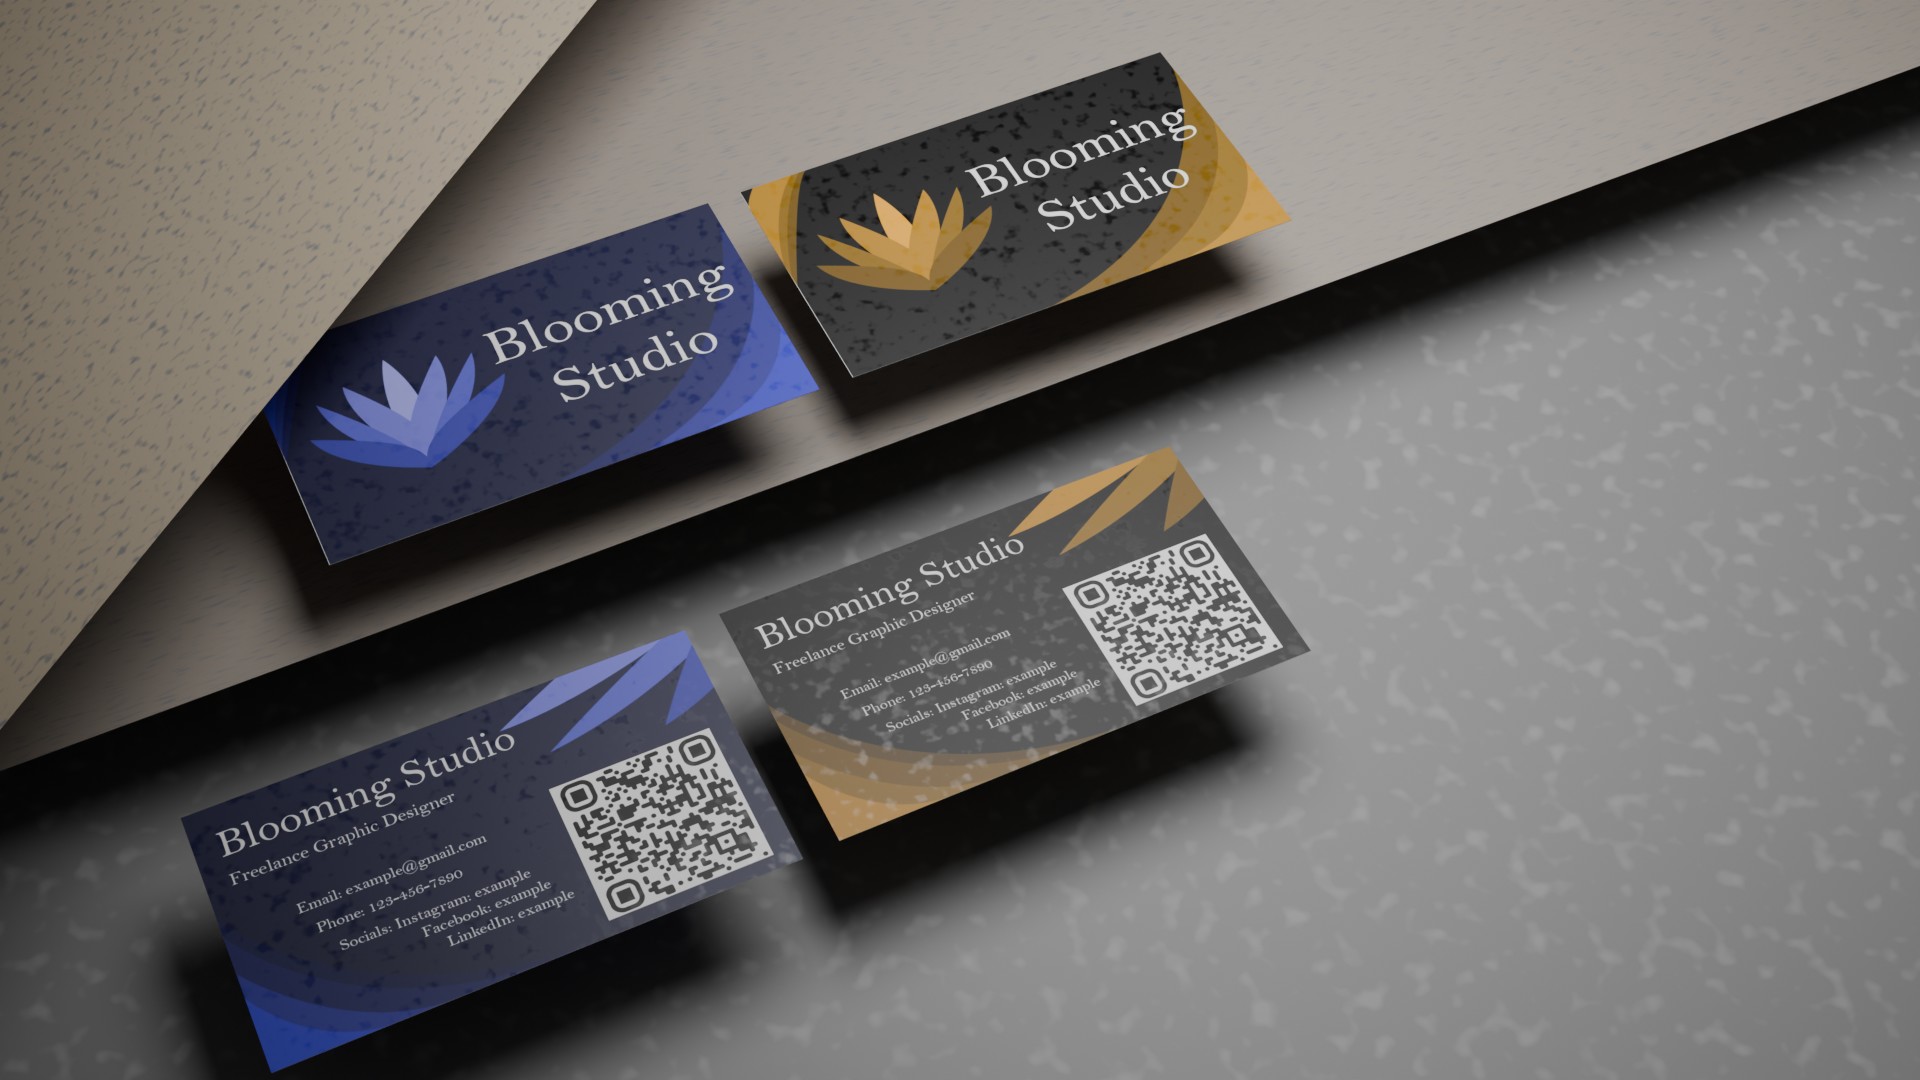 Blooming
Studio
Blooming
Studio
Blooming Studio
Freelance Graphic Designer
Email: example@gmail.com
Phone: 123-456-7890
Socials: Instagram: example
Facebook: example
LinkedIn: example
Blooming Studio
Freelance Graphic Designer
Email: example@gmail.com
Phone: 123-456-7890
Socials: Instagram: example
Facebook: example
LinkedIn: example